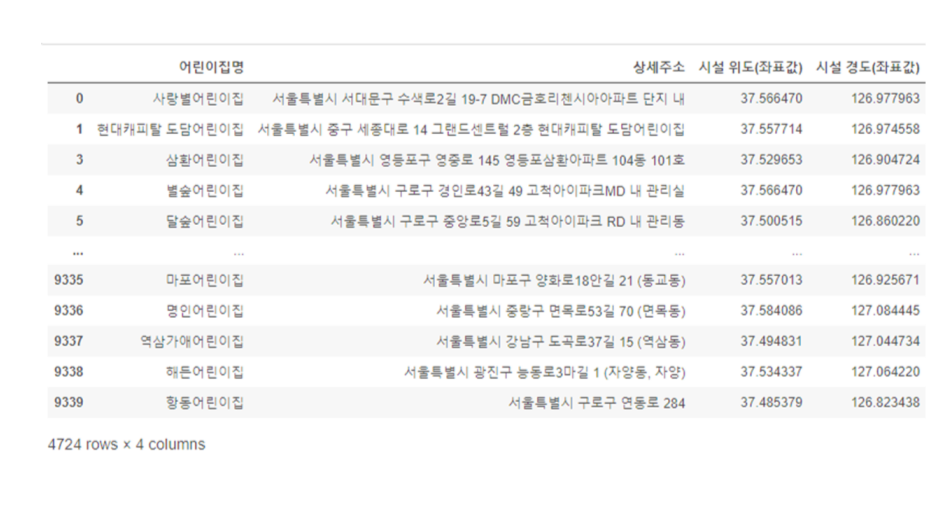 어린이집명 상세주소 시설 위도(좌표값) 시설 경도(좌표값)
0 사랑별어린이집 서울특별시 서대문구 수색로2길 19-7 DMC금호리첸시아아파트 단지 내 37.566470 126.977963
1 현대캐피탈 도담어린이집 서울특별시 중구 세종대로 14 그랜드센트럴 2층 현대캐피탈 도담어린이집 37.557714 126.974558
3 삼환어린이집 서울특별시 영등포구 영중로 145 영등포삼환아파트 104동 101호 37.529653 126.904724
4 별숲어린이집 서울특별시 구로구 경인로43길 49 고척아이파크MD 내 관리실 37.566470 126.977963
5 달숲어린이집 서울특별시 구로구 중앙로5길 59 고척아이파크 RD 내 관리동 37.500515 126.860220
... ... ... ... ...
9335 마포어린이집 서울특별시 마포구 양화로18안길 21 (동교동) 37.557013 126.925671
9336 명인어린이집 서울특별시 중랑구 면목로53길 70 (면목동) 37.584086 127.084445
9337 역삼가애어린이집 서울특별시 강남구 도곡로37길 15 (역삼동) 37.494831 127.044734
9338 해든어린이집 서울특별시 광진구 능동로3마길 1 (자양동, 자양) 37.534337 127.064220
9339 항동어린이집 서울특별시 구로구 연동로 284 37.485379 126.823438
4724 rows × 4 columns